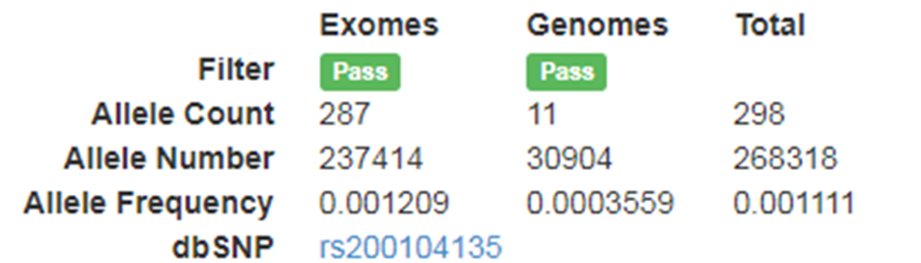 Exomes Genomes Total
Filter Pass Pass
Allele Count 287 11 298
Allele Number 237414 30904 268318
Allele Frequency 0.001209 0.0003559 0.001111
dbSNP rs200104135